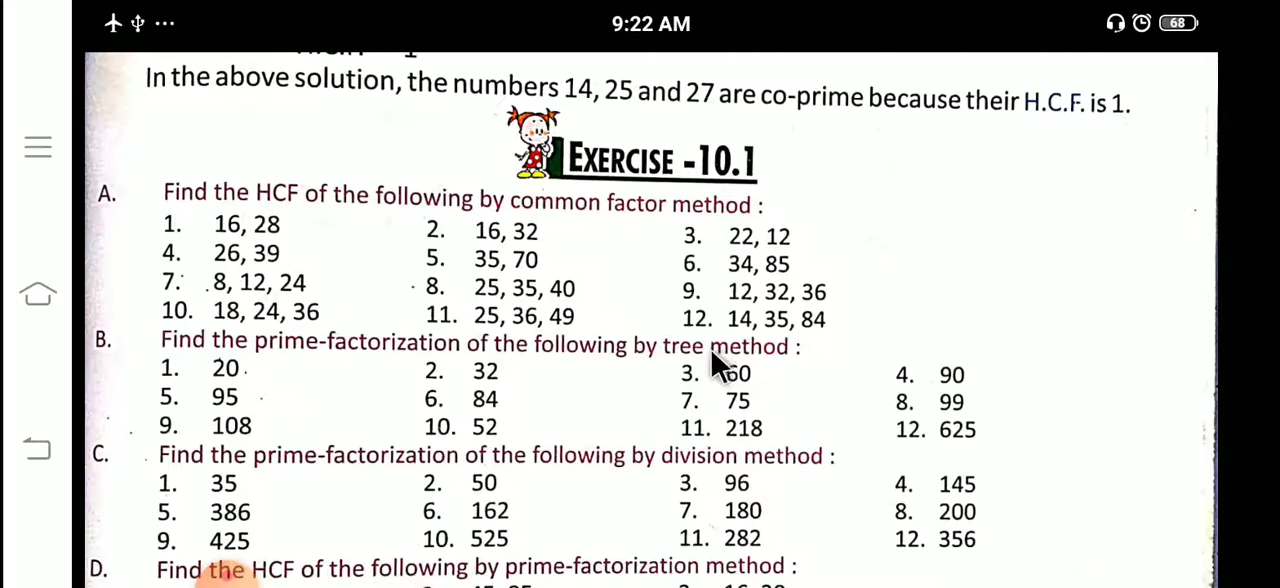 9:22 AM
68
In the above solution, the numbers 14, 25 and 27 are co-prime because their H.C.F. is 1.
EXERCISE -10.1
A. Find the HCF of the following by common factor method :
1. 16, 28 2. 16, 32 3. 22, 12
4. 26, 39 5. 35, 70 6. 34, 85
7. 8, 12, 24 8. 25, 35, 40 9. 12, 32, 36
10. 18, 24, 36 11. 25, 36, 49 12. 14, 35, 84
B. Find the prime-factorization of the following by tree method :
1. 20 2. 32 3. 60 4. 90
5. 95 6. 84 7. 75 8. 99
9. 108 10. 52 11. 218 12. 625
C. Find the prime-factorization of the following by division method :
1. 35 2. 50 3. 96 4. 145
5. 386 6. 162 7. 180 8. 200
9. 425 10. 525 11. 282 12. 356
D. Find the HCF of the following by prime-factorization method :